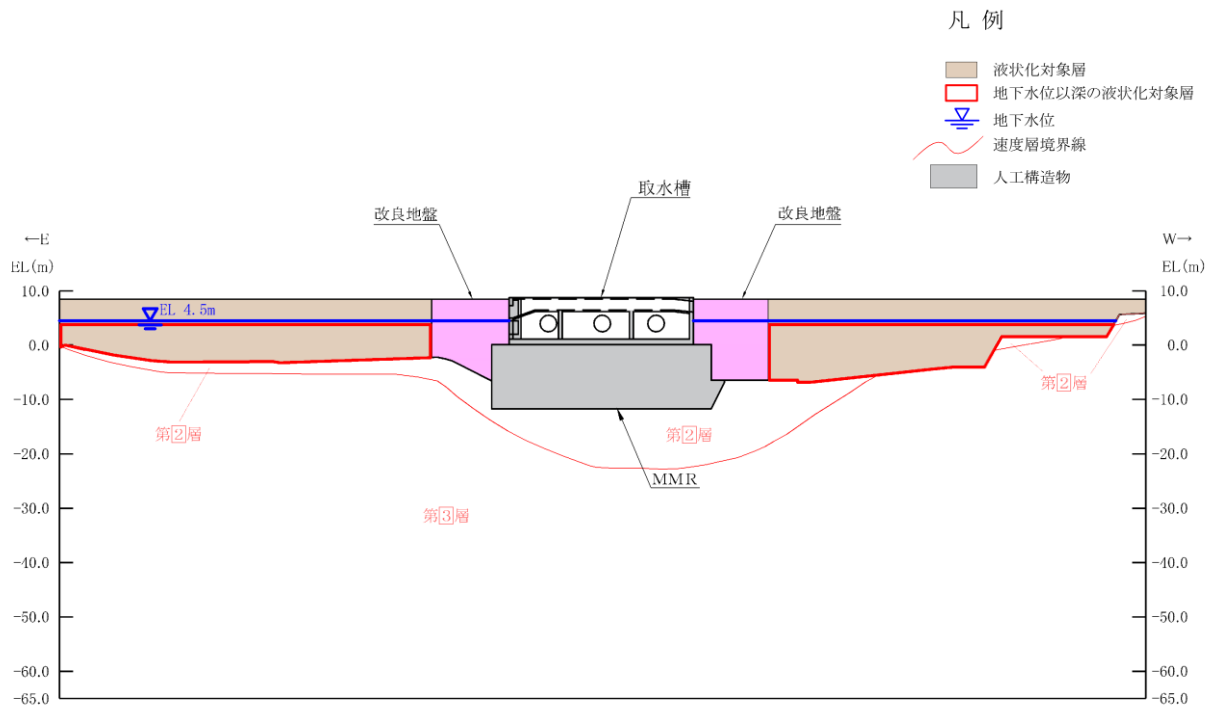 凡 例
液状化対象層
地下水位以深の液状化対象層
地下水位
速度層境界線
人工構造物
取水槽
改良地盤
改良地盤
←E
EL(m)
W→
EL(m)
10.0
0.0
-10.0
-20.0
-30.0
-40.0
-50.0
-60.0
-65.0
EL 4.5m
第2層
第3層
第2層
MMR
第2層
10.0
0.0
-10.0
-20.0
-30.0
-40.0
-50.0
-60.0
-65.0